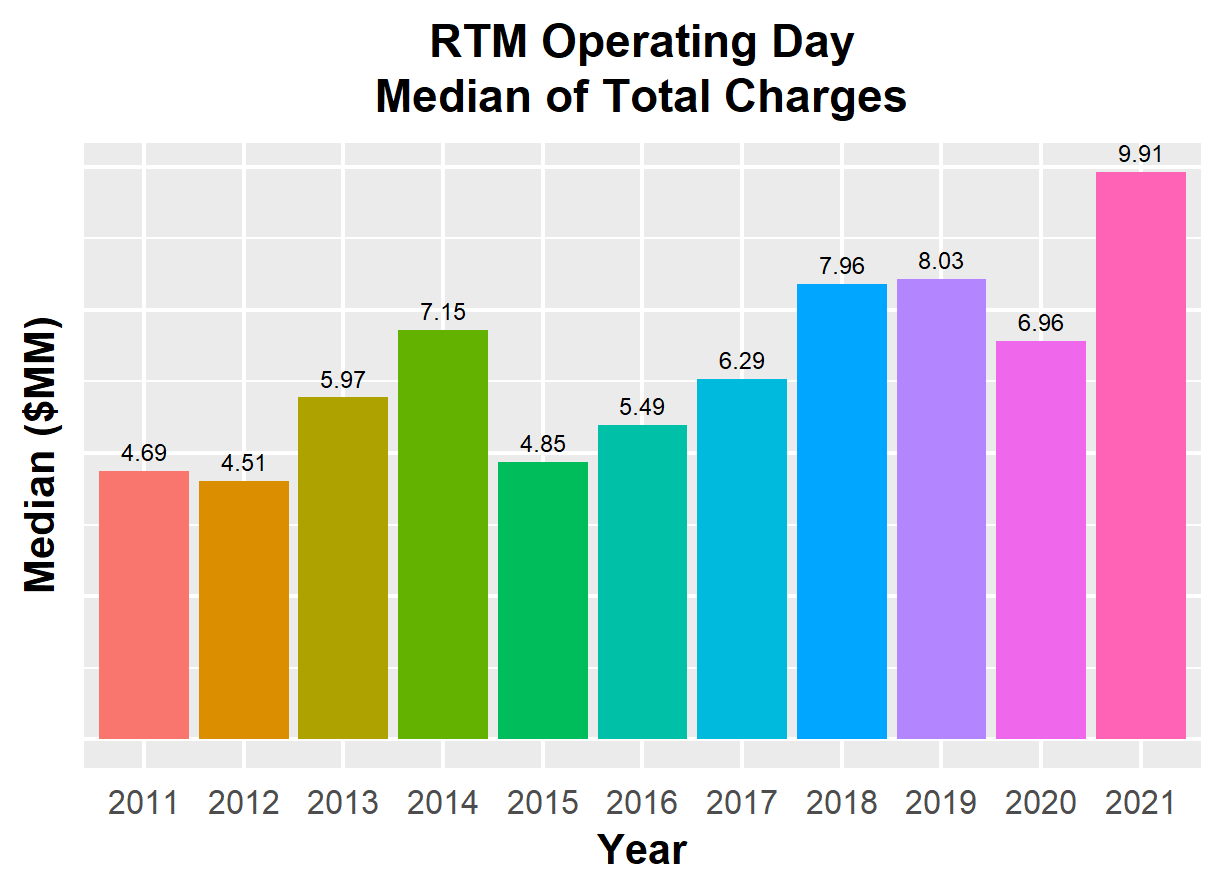 RTM Operating Day
Median of Total Charges
Median ($MM)
4.69
4.51
5.97
7.15
4.85
5.49
6.29
7.96
8.03
6.96
9.91
2011 2012 2013 2014 2015 2016 2017 2018 2019 2020 2021
Year